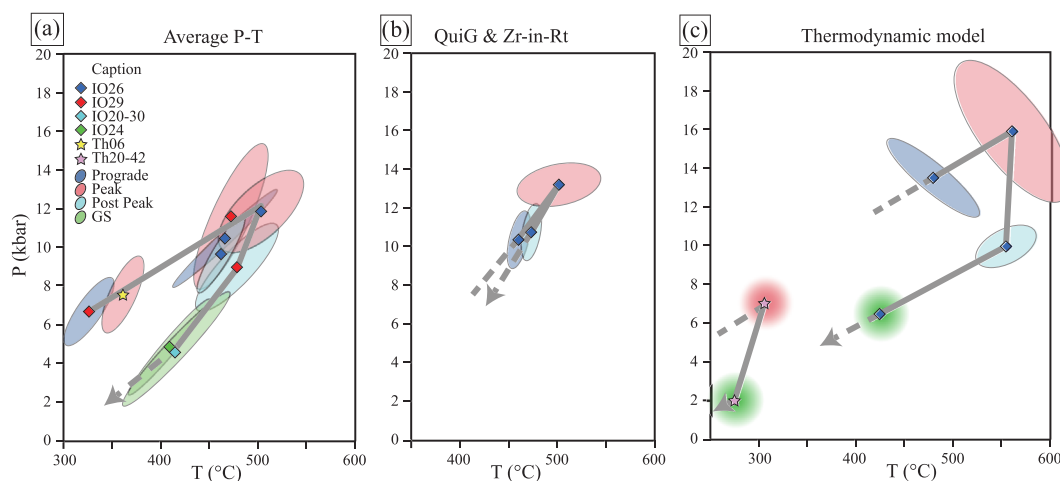 (a)
Average P-T
(b)
QuiG & Zr-in-Rt
(c)
Thermodynamic model
Caption
IO26
IO29
IO20-30
IO24
Th06
Th20-42
Prograde
Peak
Post Peak
GS
P (kbar)
20
18
16
14
12
10
8
6
4
2
0
300
400
500
600
T (°C)
20
18
16
14
12
10
8
6
4
2
0
400
500
600
T (°C)
20
18
16
14
12
10
8
6
4
2
0
300
400
500
600
T (°C)